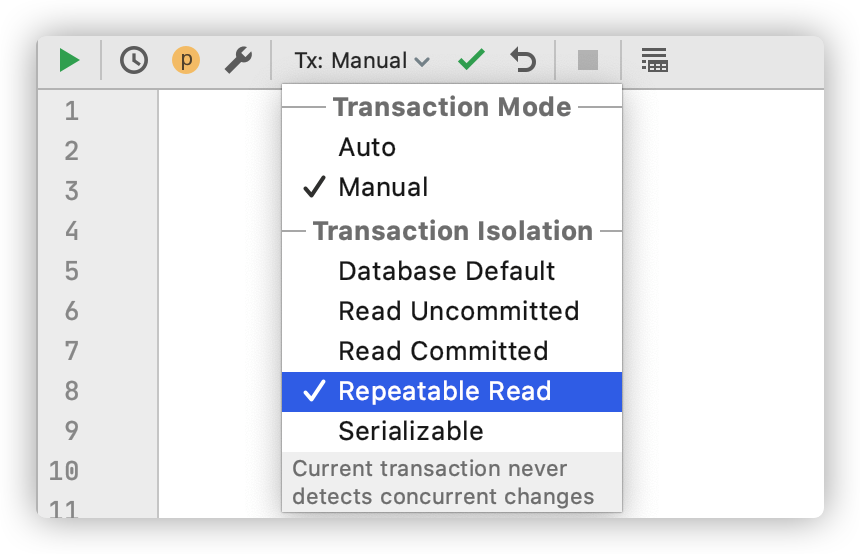 p
Tx: Manual
Transaction Mode
Auto
Manual
Transaction Isolation
Database Default
Read Uncommitted
Read Committed
Repeatable Read
Serializable
Current transaction never
detects concurrent changes
1
2
3
4
5
6
7
8
9
10
11